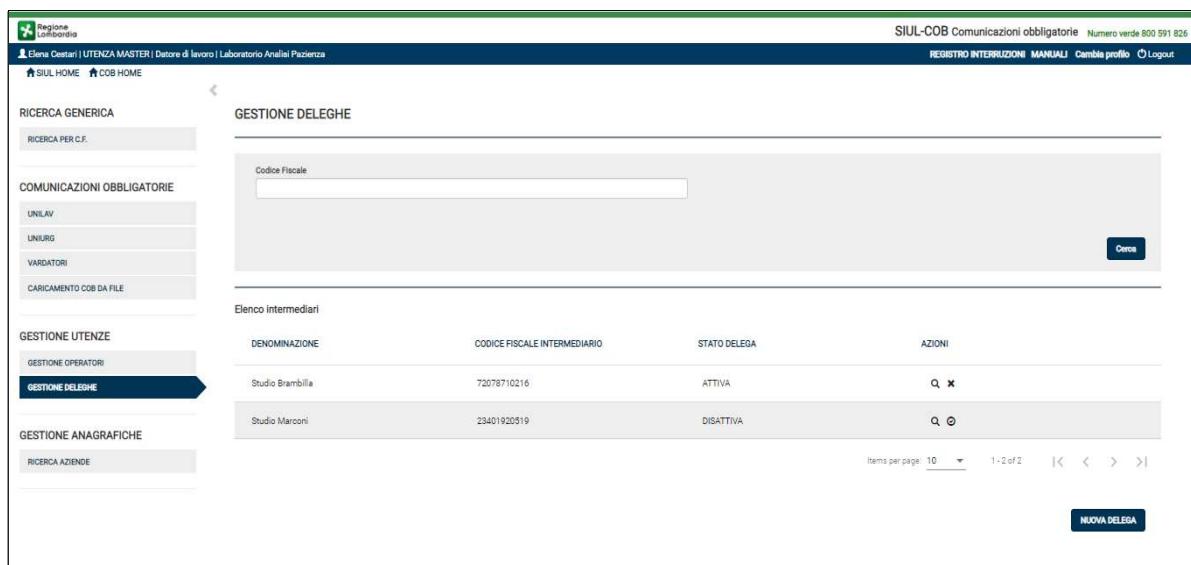 Regione
Lombardia
SIUL-COB Comunicazioni obbligatorie Numero verde 800 591 826
Elena Cestari | UTENZA MASTER | Datore di lavoro | Laboratorio Analisi Pazienza
REGISTRO INTERRUZIONI MANUALI Cambia profilo Logout
SIUL HOME COB HOME
RICERCA GENERICA
RICERCA PER C.F.
COMUNICAZIONI OBBLIGATORIE
UNILAV
UNIURG
VARDATORI
CARICAMENTO COB DA FILE
GESTIONE UTENZE
GESTIONE OPERATORI
GESTIONE DELEGHE
GESTIONE ANAGRAFICHE
RICERCA AZIENDE
GESTIONE DELEGHE
Codice Fiscale
Cerca
Elenco intermediari
DENOMINAZIONE CODICE FISCALE INTERMEDIARIO STATO DELEGA AZIONI
Studio Brambilla 72078710216 ATTIVA
Studio Marconi 23401920519 DISATTIVA
Items per page: 10 1 - 2 of 2
NUOVA DELEGA